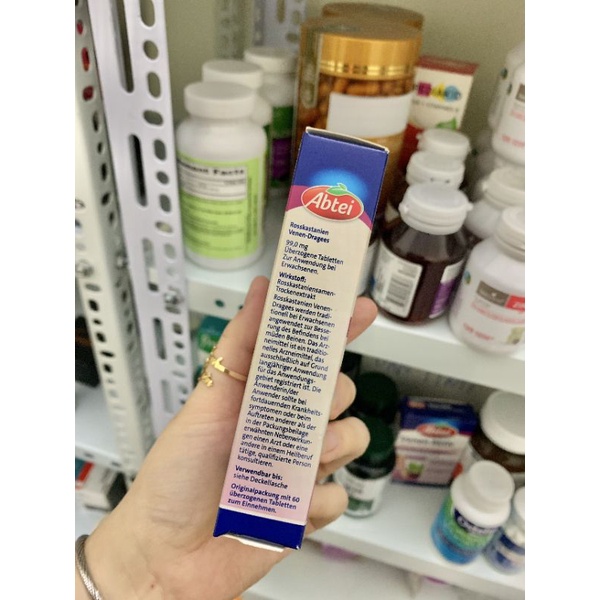 Abtei
Rosskastanien
Venen-Dragees
99,0 mg
Überzogene Tabletten
Zur Anwendung bei
Erwachsenen.
Wirkstoff:
Rosskastaniensamen-
Trockenextrakt
Rosskastanien Venen-
Dragees werden tradi-
tionell bei Erwachsenen
angewendet zur Besse-
rung des Befindens bei
müden Beinen. Das Arz-
neimittel ist ein traditio-
nelles Arzneimittel, das
ausschließlich auf Grund
langjähriger Anwendung
für das Anwendungs-
gebiet registriert ist. Die
Anwenderin/der
Anwender sollte bei
fortdauernden Krankheits-
symptomen oder beim
Auftreten anderer als der
in der Packungsbeilage
erwähnten Nebenwirkun-
gen einen Arzt oder eine
andere in einem Heilberuf
tätige, qualifizierte Person
konsultieren.
Verwendbar bis:
siehe Deckellasche
Originalpackung mit 60
überzogenen Tabletten
zum Einnehmen.
Abtei